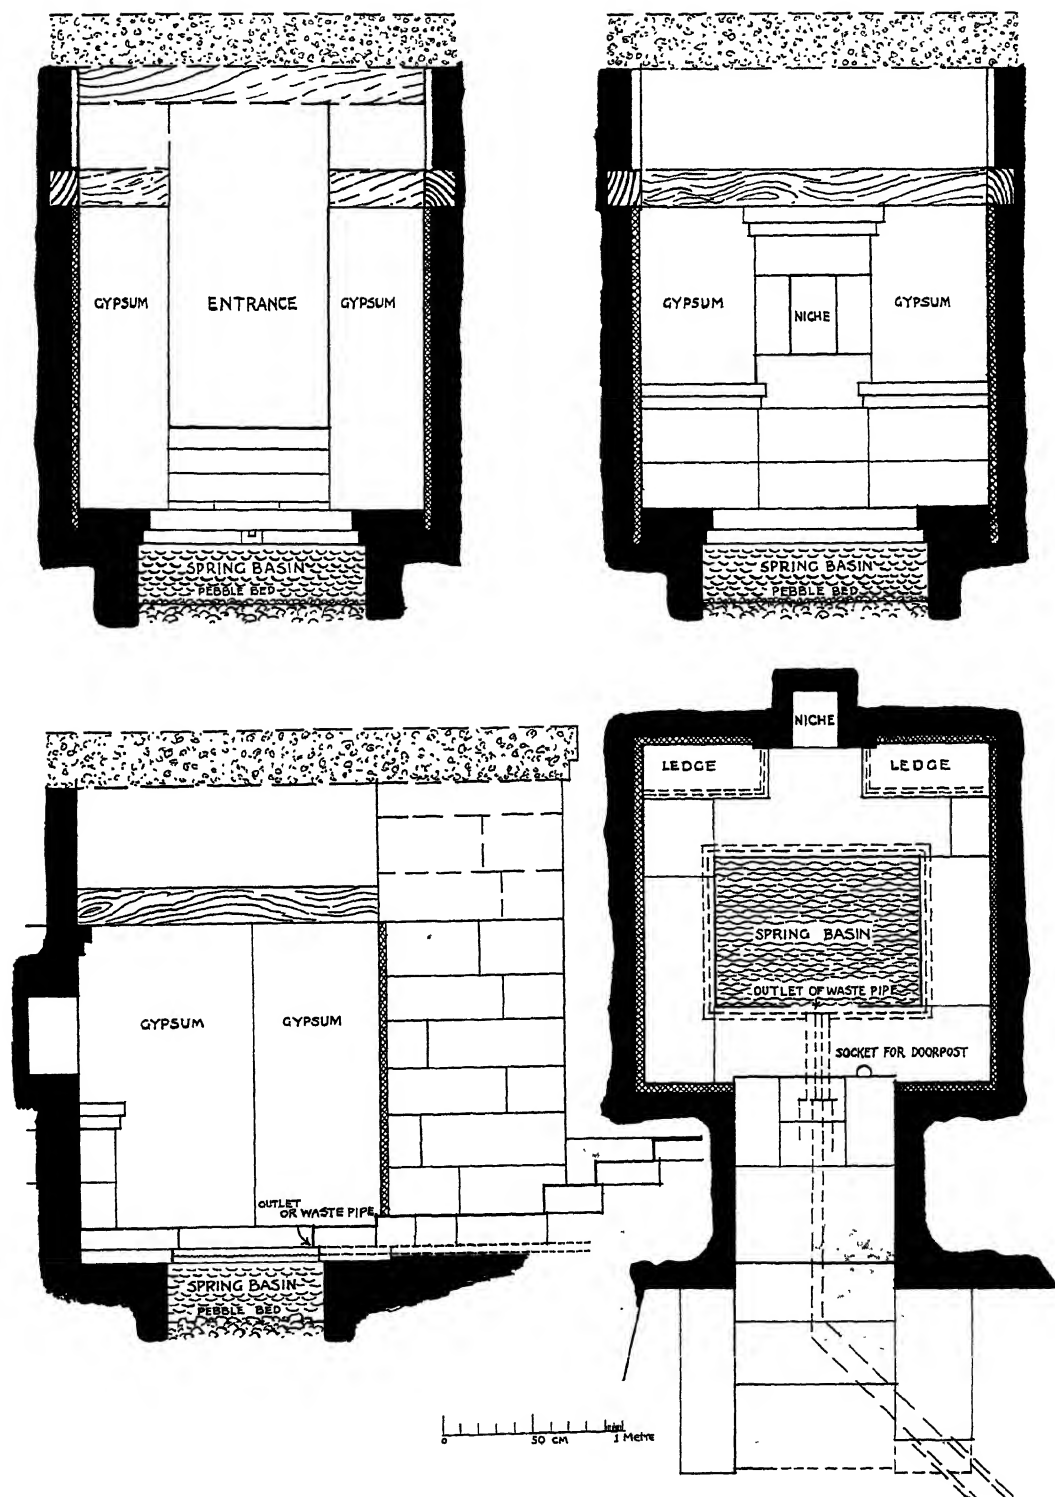 GYPSUM
ENTRANCE
GYPSUM
SPRING BASIN
PEBBLE BED
GYPSUM
NICHE
GYPSUM
SPRING BASIN
PEBBLE BED
GYPSUM
GYPSUM
OUTLET
OR WASTE PIPE
SPRING BASIN
PEBBLE BED
NICHE
LEDGE
LEDGE
SPRING BASIN
OUTLET OF WASTE PIPE
SOCKET FOR DOORPOST
0 50 CM 1 METRE